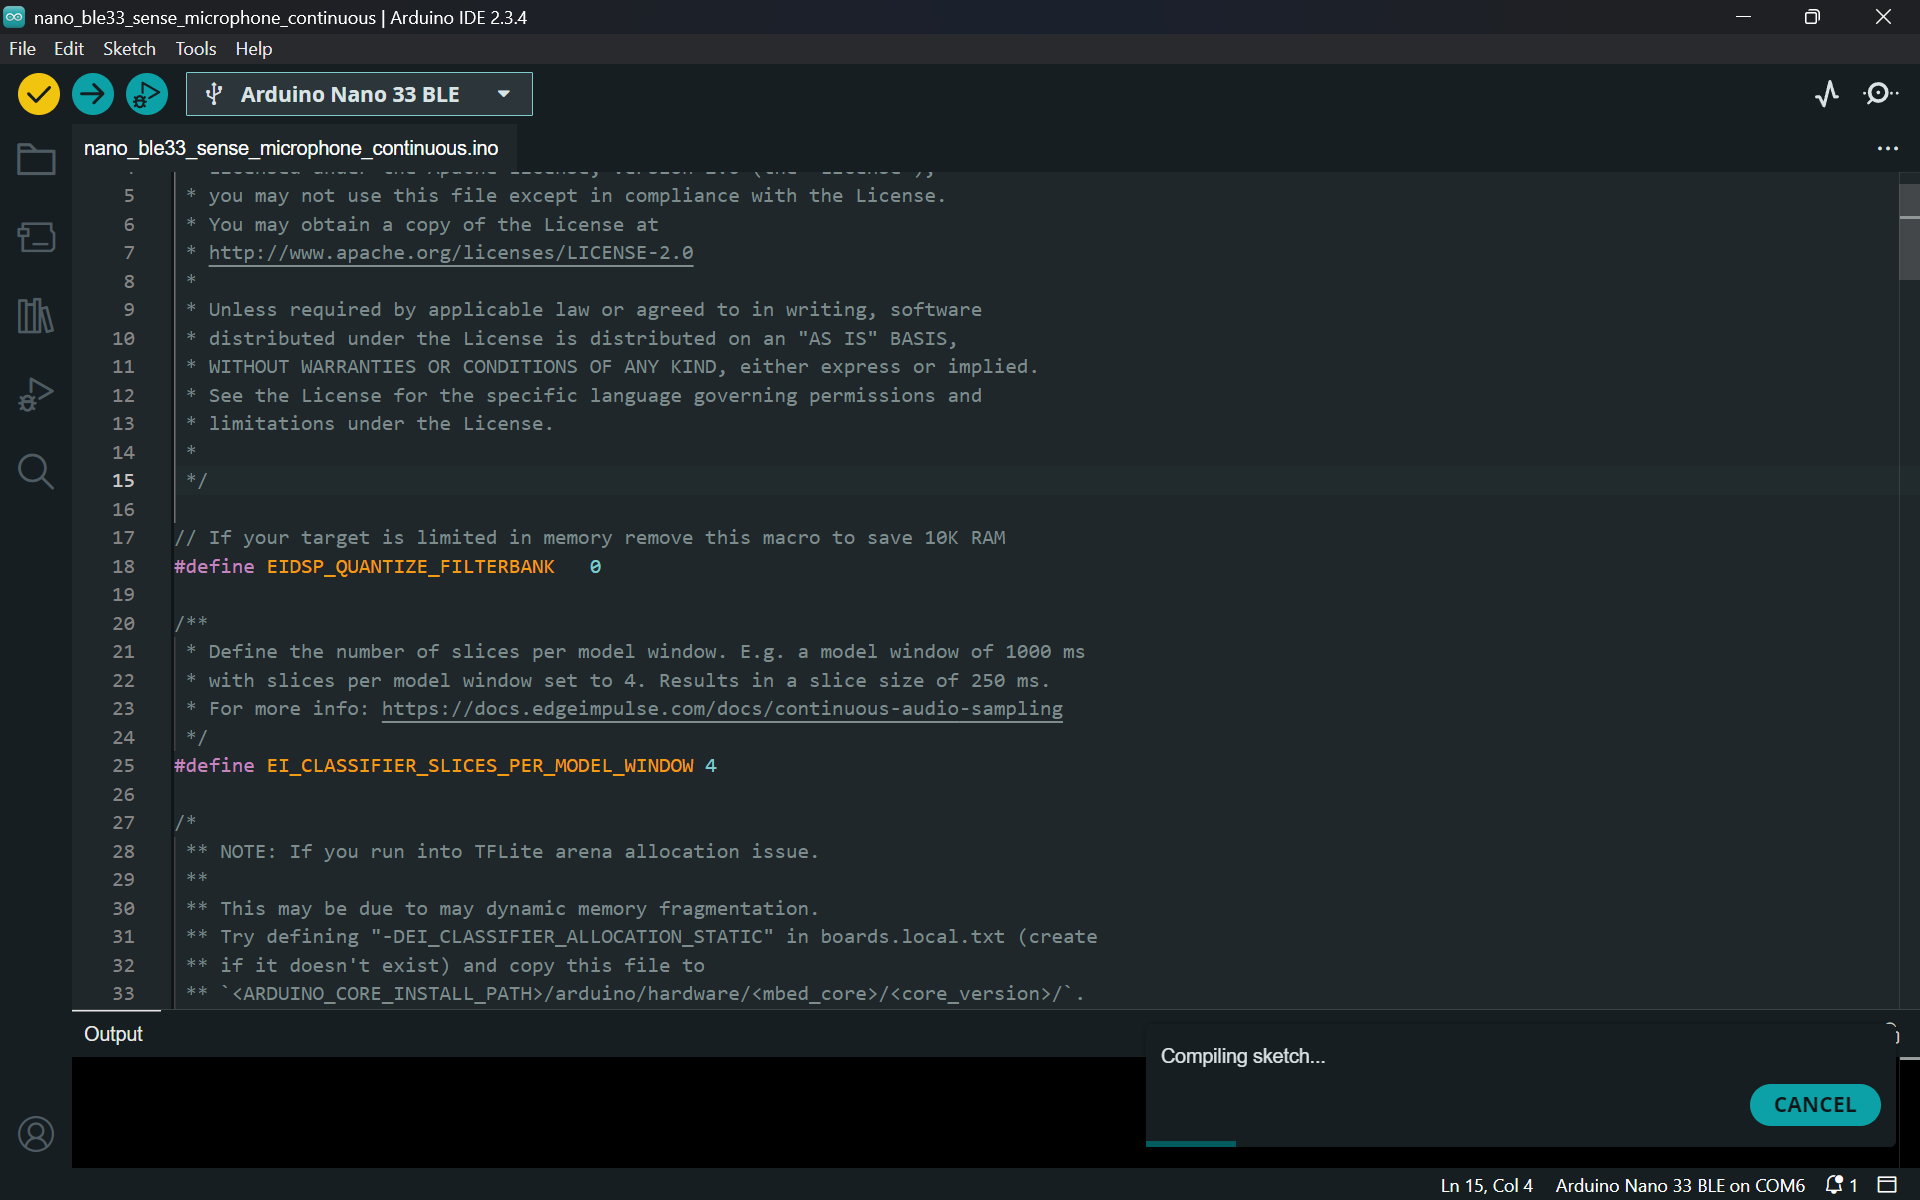 nano_ble33_sense_microphone_continuous | Arduino IDE 2.3.4
File Edit Sketch Tools Help
Arduino Nano 33 BLE
nano_ble33_sense_microphone_continuous.ino
5 * you may not use this file except in compliance with the License.
6 * You may obtain a copy of the License at
7 * http://www.apache.org/licenses/LICENSE-2.0
8 *
9 * Unless required by applicable law or agreed to in writing, software
10 * distributed under the License is distributed on an "AS IS" BASIS,
11 * WITHOUT WARRANTIES OR CONDITIONS OF ANY KIND, either express or implied.
12 * See the License for the specific language governing permissions and
13 * limitations under the License.
14 *
15 */
16
17 // If your target is limited in memory remove this macro to save 10K RAM
18 #define EIDSP_QUANTIZE_FILTERBANK   0
19
20 /**
21 * Define the number of slices per model window. E.g. a model window of 1000 ms
22 * with slices per model window set to 4. Results in a slice size of 250 ms.
23 * For more info: https://docs.edgeimpulse.com/docs/continuous-audio-sampling
24 */
25 #define EI_CLASSIFIER_SLICES_PER_MODEL_WINDOW 4
26
27 /*
28 ** NOTE: If you run into TFLite arena allocation issue.
29 **
30 ** This may be due to may dynamic memory fragmentation.
31 ** Try defining "-DEI_CLASSIFIER_ALLOCATION_STATIC" in boards.local.txt (create
32 ** if it doesn't exist) and copy this file to
33 ** `<ARDUINO_CORE_INSTALL_PATH>/arduino/hardware/<mbed_core>/<core_version>/`.
Output
Compiling sketch...
CANCEL
Ln 15, Col 4 Arduino Nano 33 BLE on COM6 1